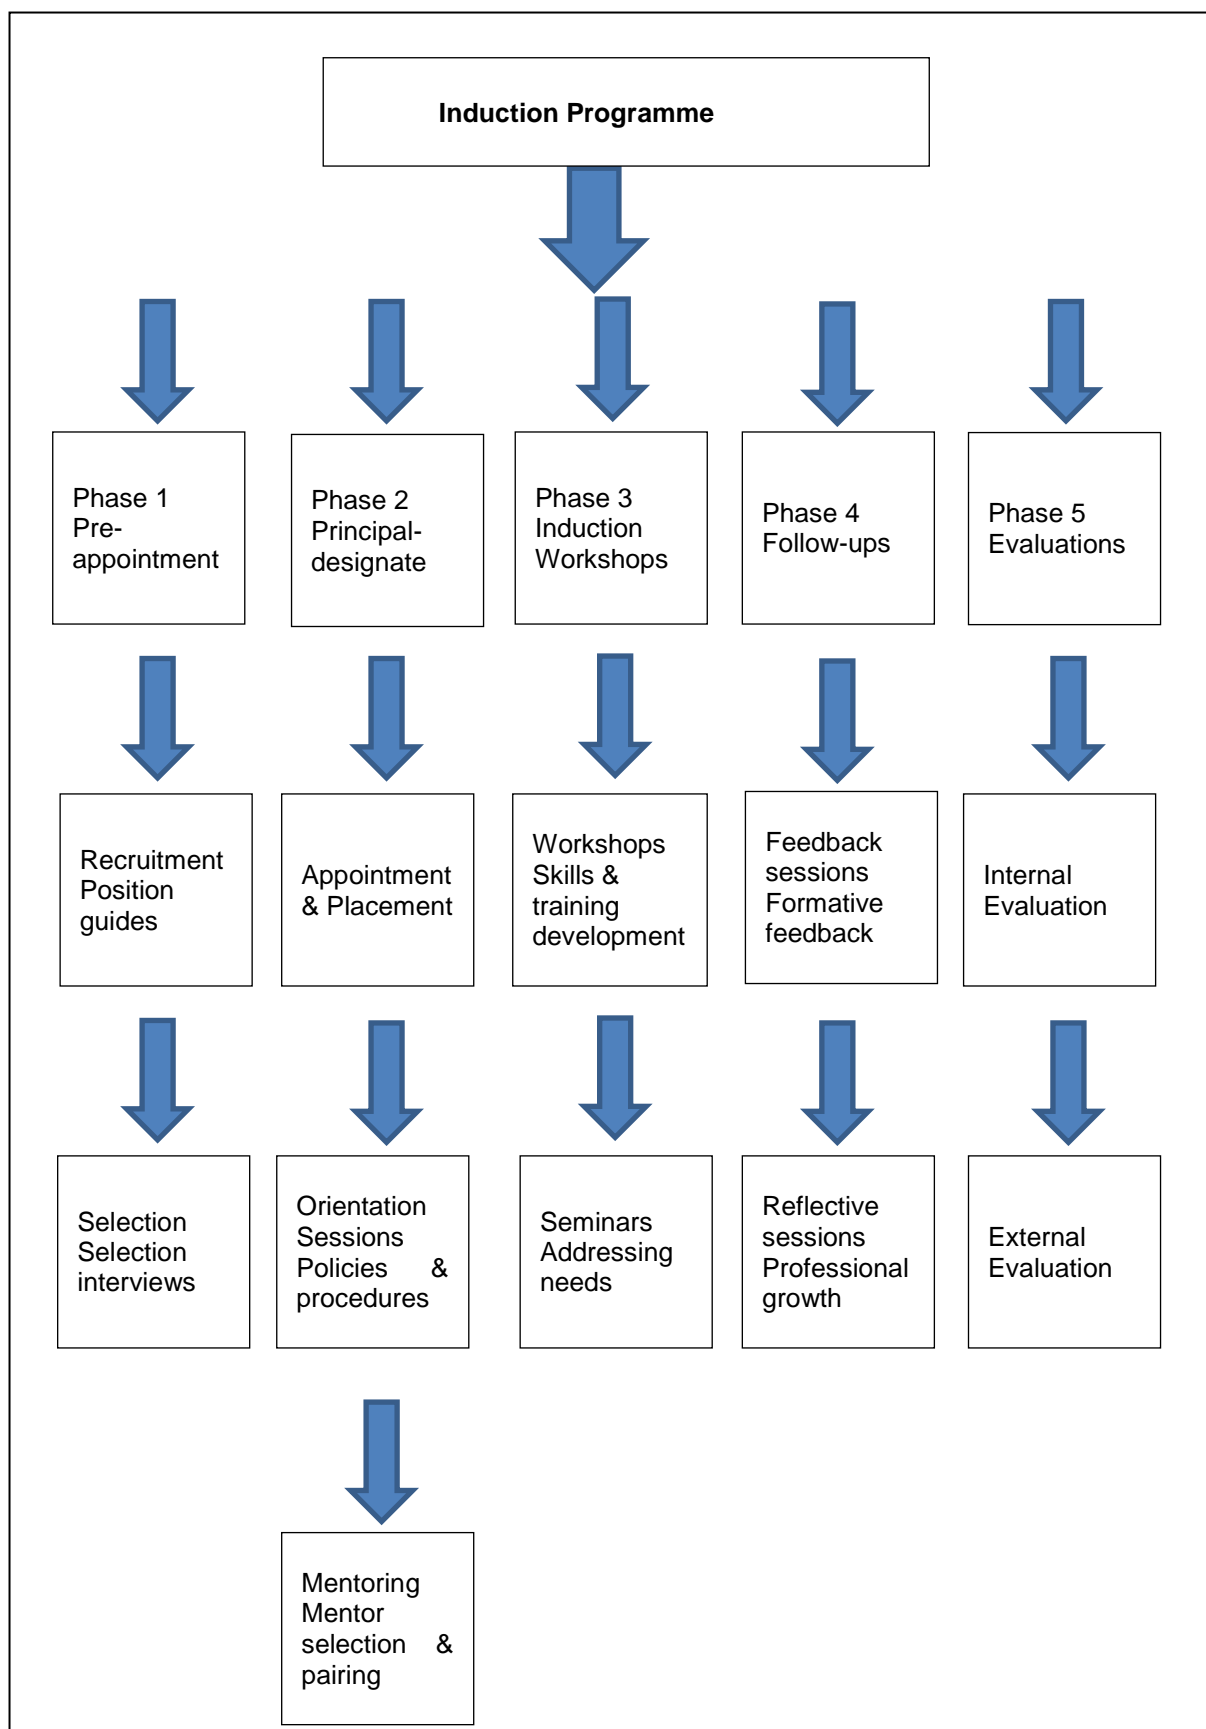 Induction Programme
Phase 1
Pre-
appointment
Phase 2
Principal-
designate
Phase 3
Induction
Workshops
Phase 4
Follow-ups
Phase 5
Evaluations
Recruitment
Position
guides
Appointment
& Placement
Workshops
Skills &
training
development
Feedback
sessions
Formative
feedback
Internal
Evaluation
Selection
Selection
interviews
Orientation
Sessions
Policies &
procedures
Seminars
Addressing
needs
Reflective
sessions
Professional
growth
External
Evaluation
Mentoring
Mentor
selection &
pairing